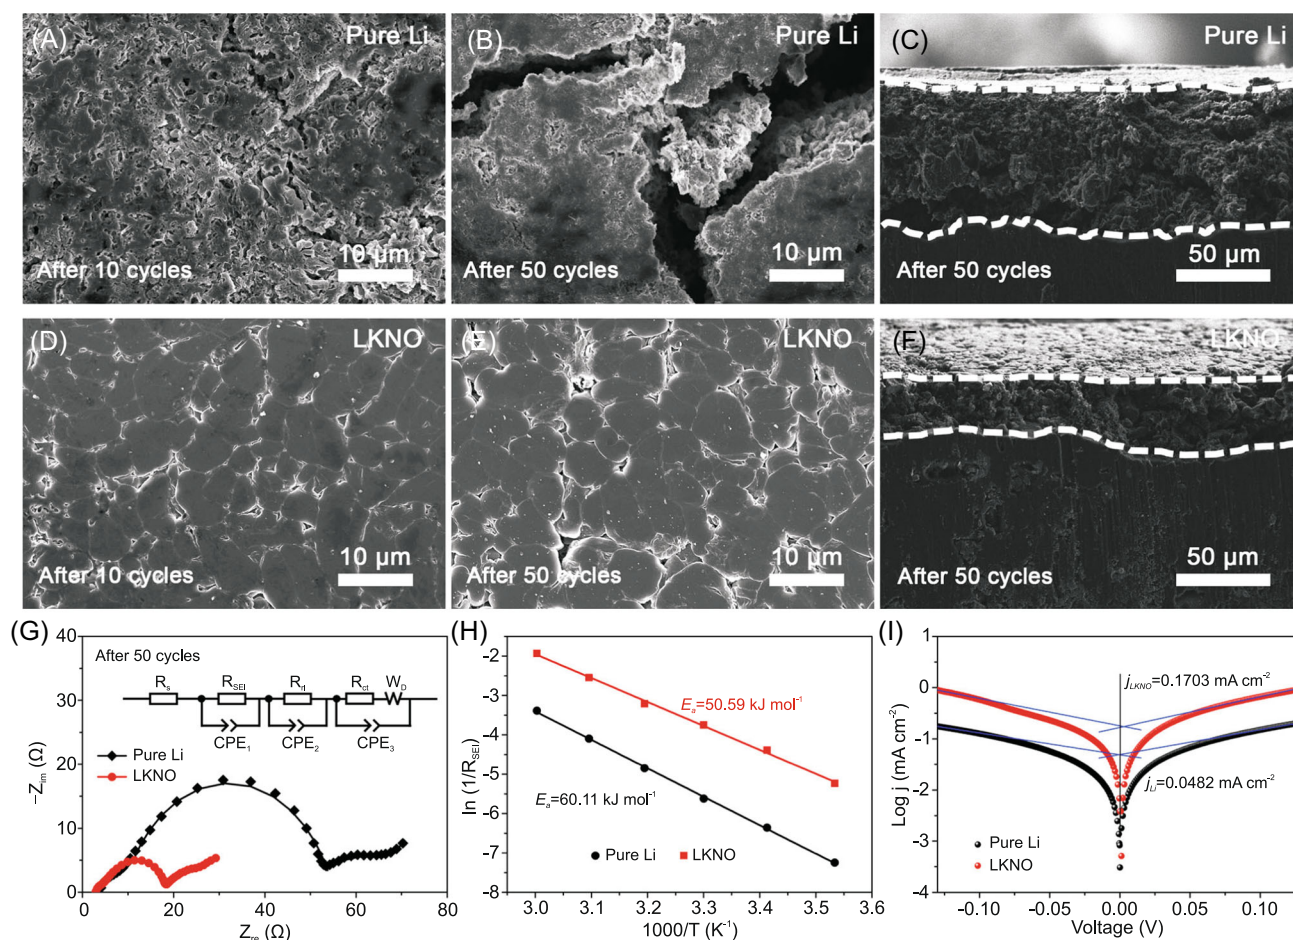 (A) Pure Li
After 10 cycles 10 µm
(B) Pure Li
After 50 cycles 10 µm
(C) Pure Li
After 50 cycles 50 µm
(D) LKNO
After 10 cycles 10 µm
(E) LKNO
After 50 cycles 10 µm
(F) LKNO
After 50 cycles 50 µm
(G)
After 50 cycles
Rs RSEI Rrl Rct WD
CPE1 CPE2 CPE3
Pure Li
LKNO
40
30
20
10
0
–Zim (Ω)
0 20 40 60 80
Zre (Ω)
(H)
Ea=50.59 kJ mol-1
Ea=60.11 kJ mol-1
Pure Li LKNO
-2
-3
-4
-5
-6
-7
-8
ln (1/RSEI)
3.0 3.1 3.2 3.3 3.4 3.5 3.6
1000/T (K-1)
(I)
jLKNO=0.1703 mA cm-2
jLi=0.0482 mA cm-2
Pure Li
LKNO
1
0
-1
-2
-3
-4
Log j (mA cm-2)
-0.10 -0.05 0.00 0.05 0.10
Voltage (V)